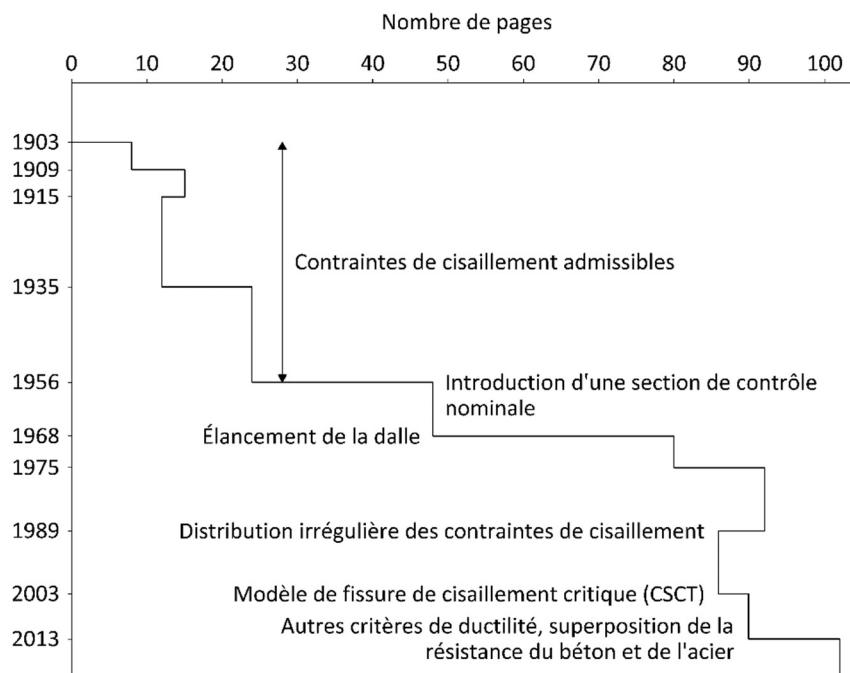 Nombre de pages
0 10 20 30 40 50 60 70 80 90 100
1903
1909
1915
Contraintes de cisaillement admissibles
1935
1956 Introduction d'une section de contrôle
nominale
1968 Élancement de la dalle
1975
1989 Distribution irrégulière des contraintes de cisaillement
2003 Modèle de fissure de cisaillement critique (CSCT)
Autres critères de ductilité, superposition de la
2013 résistance du béton et de l'acier